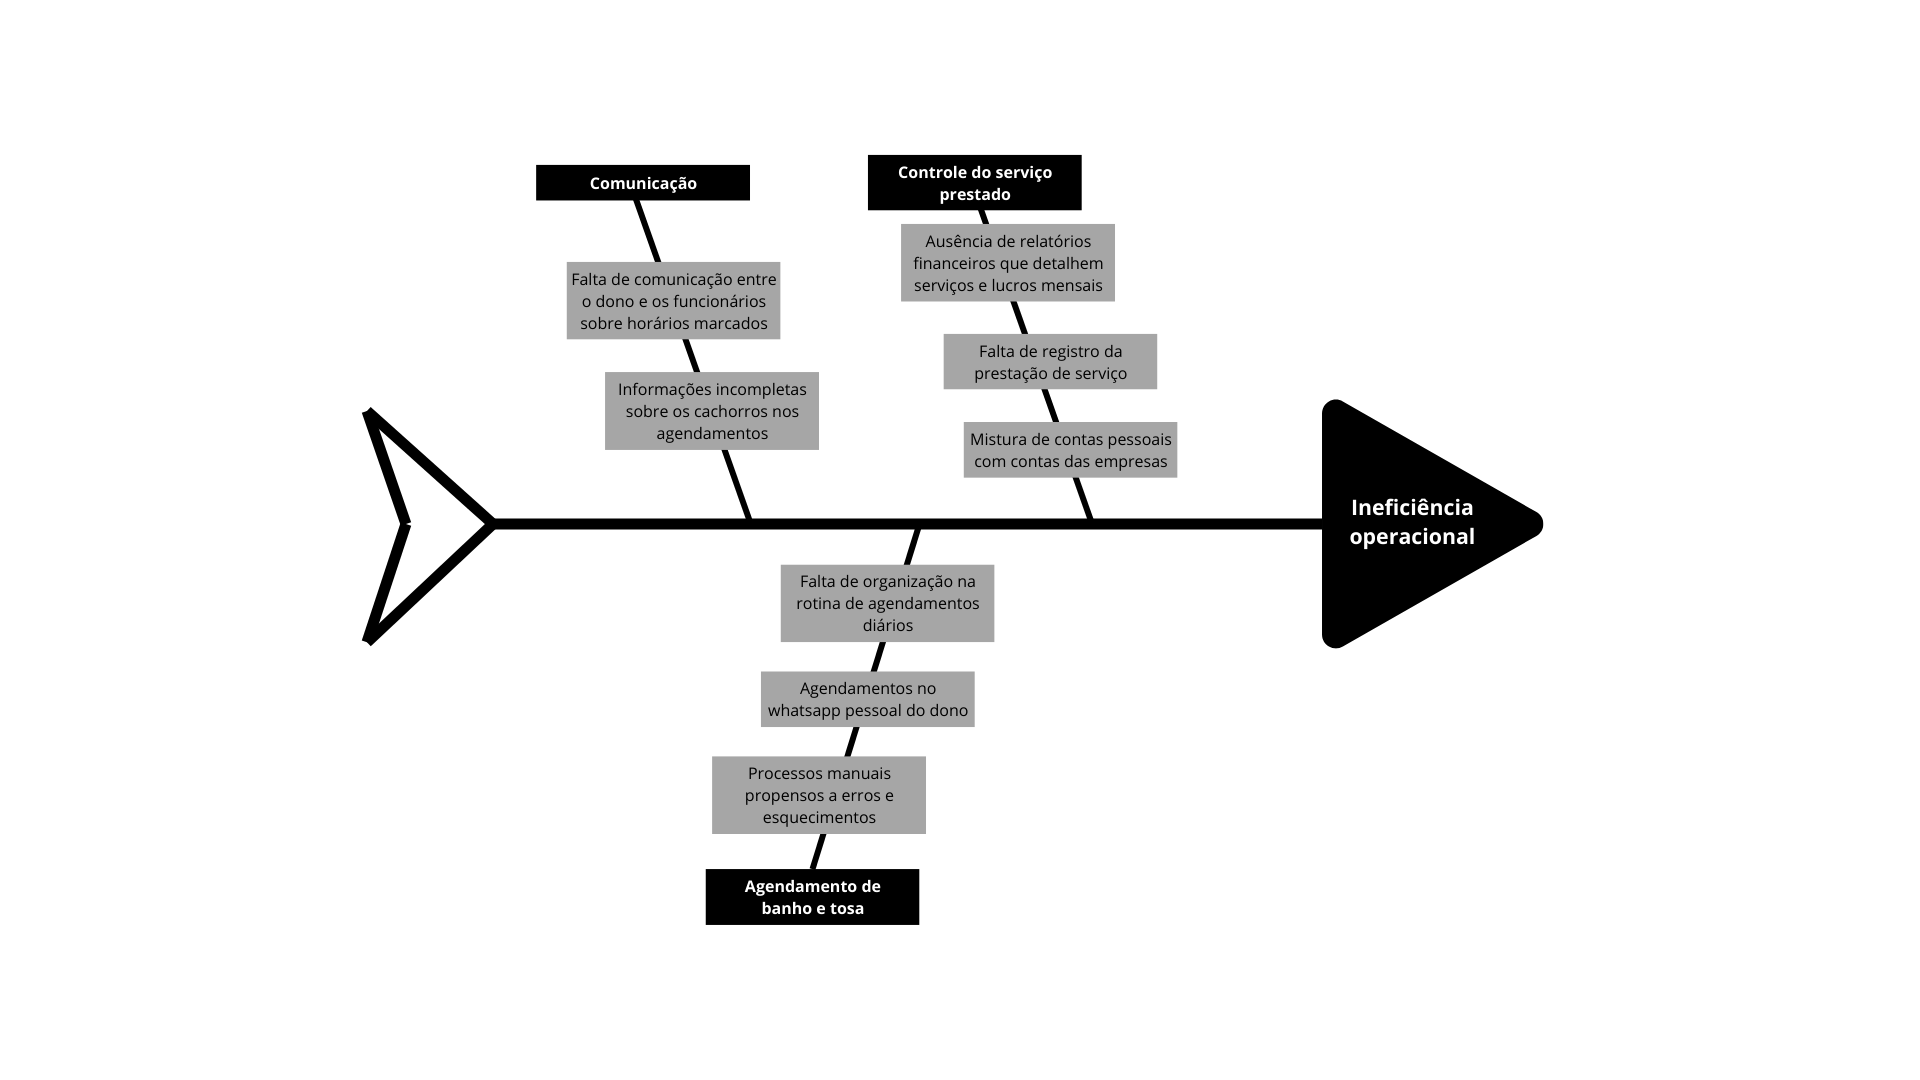 Comunicação
Falta de comunicação entre
o dono e os funcionários
sobre horários marcados
Informações incompletas
sobre os cachorros nos
agendamentos
Controle do serviço
prestado
Ausência de relatórios
financeiros que detalhem
serviços e lucros mensais
Falta de registro da
prestação de serviço
Mistura de contas pessoais
com contas das empresas
Ineficiência
operacional
Falta de organização na
rotina de agendamentos
diários
Agendamentos no
whatsapp pessoal do dono
Processos manuais
propensos a erros e
esquecimentos
Agendamento de
banho e tosa